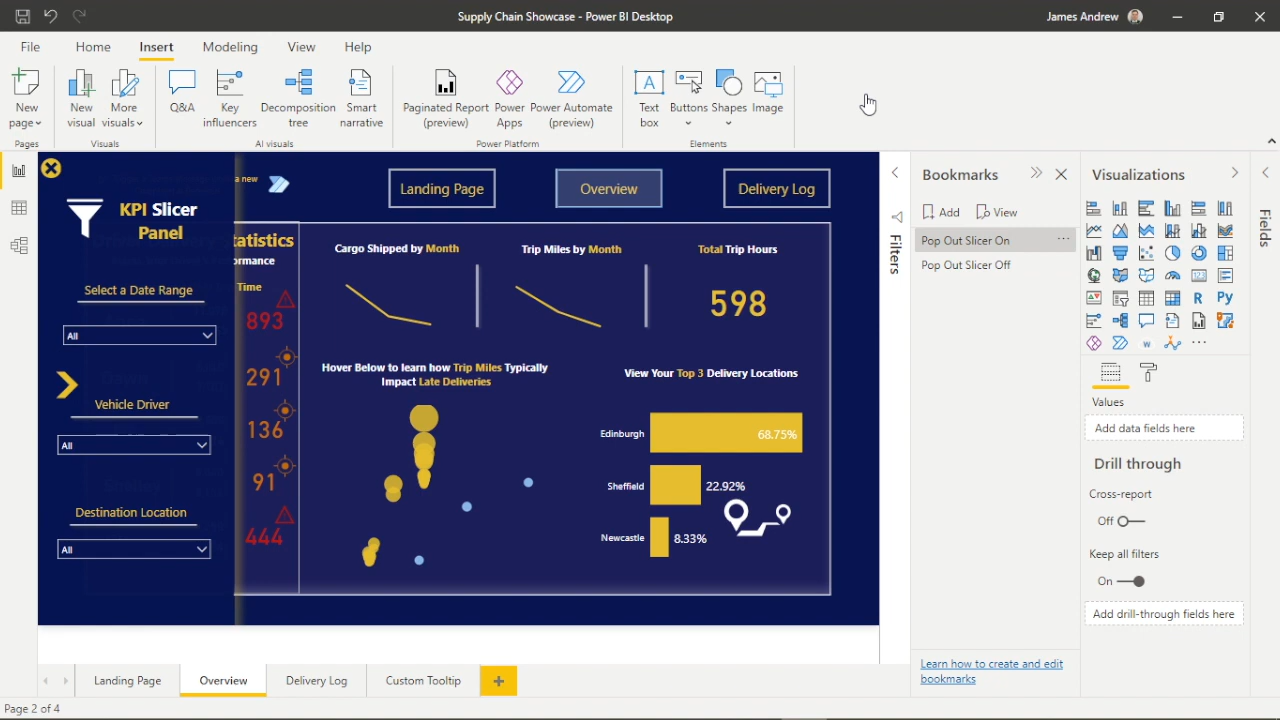 Supply Chain Showcase - Power BI Desktop
James Andrew
File
Home
Insert
Modeling
View
Help
New page
New visual
More visuals
Q&A
Key influencers
Decomposition tree
Smart narrative
Paginated Report (preview)
Power Apps
Power Automate (preview)
Text box
Buttons
Shapes
Image
Pages
Visuals
AI visuals
Power Platform
Elements
KPI Slicer
Panel
Select a Date Range
All
Vehicle Driver
All
Destination Location
All
a new
tatistics
ormance
Time
893
291
136
91
444
Landing Page
Overview
Delivery Log
Cargo Shipped by Month
Trip Miles by Month
Total Trip Hours
598
Hover Below to learn how Trip Miles Typically
Impact Late Deliveries
View Your Top 3 Delivery Locations
Edinburgh
68.75%
Sheffield
22.92%
Newcastle
8.33%
Filters
Bookmarks
Add
View
Pop Out Slicer On
Pop Out Slicer Off
Learn how to create and edit
bookmarks
Visualizations
R
Py
Values
Add data fields here
Drill through
Cross-report
Off
Keep all filters
On
Add drill-through fields here
Fields
Landing Page
Overview
Delivery Log
Custom Tooltip
Page 2 of 4